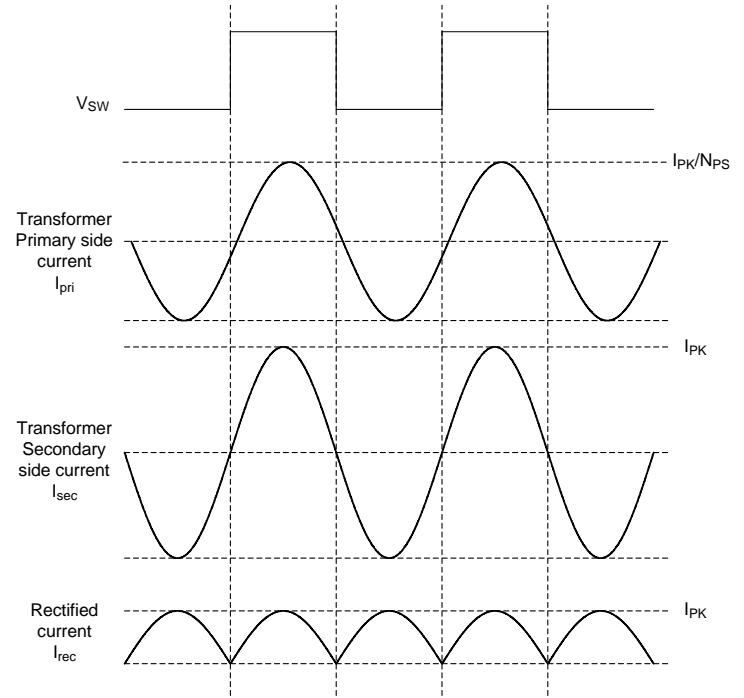 V_SW
I_PK/N_PS
Transformer
Primary side
current
I_pri
I_PK
Transformer
Secondary
side current
I_sec
Rectified
current
I_rec
I_PK